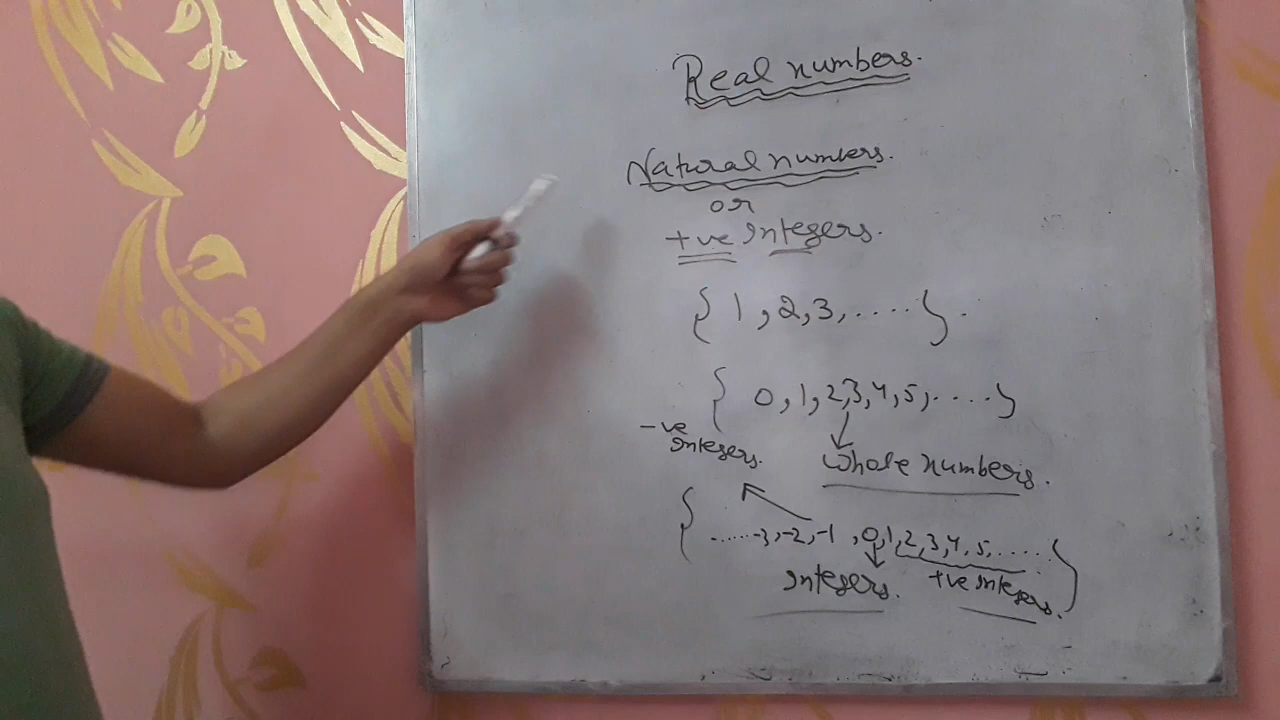 Real numbers.
Natural numbers.
or
+ve integers.
{ 1, 2, 3, .... } .
{ 0, 1, 2, 3, 4, 5, ..... }
-ve
integers.
whole numbers.
{ ......-3, -2, -1, 0, 1, 2, 3, 4, 5, ...... }
integers.
+ve integers.